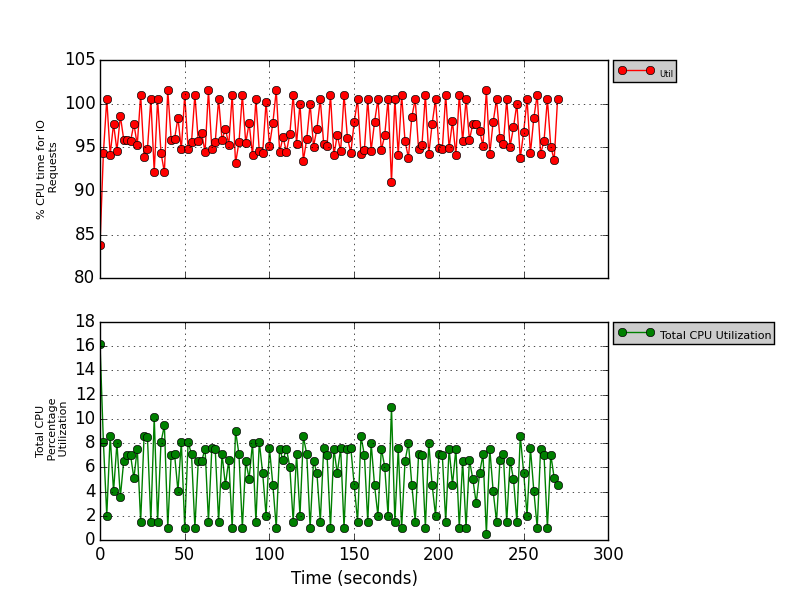 105
100
95
90
85
80
% CPU time for IO
Requests
Util
18
16
14
12
10
8
6
4
2
0
Total CPU
Percentage
Utilization
Total CPU Utilization
0 50 100 150 200 250 300
Time (seconds)